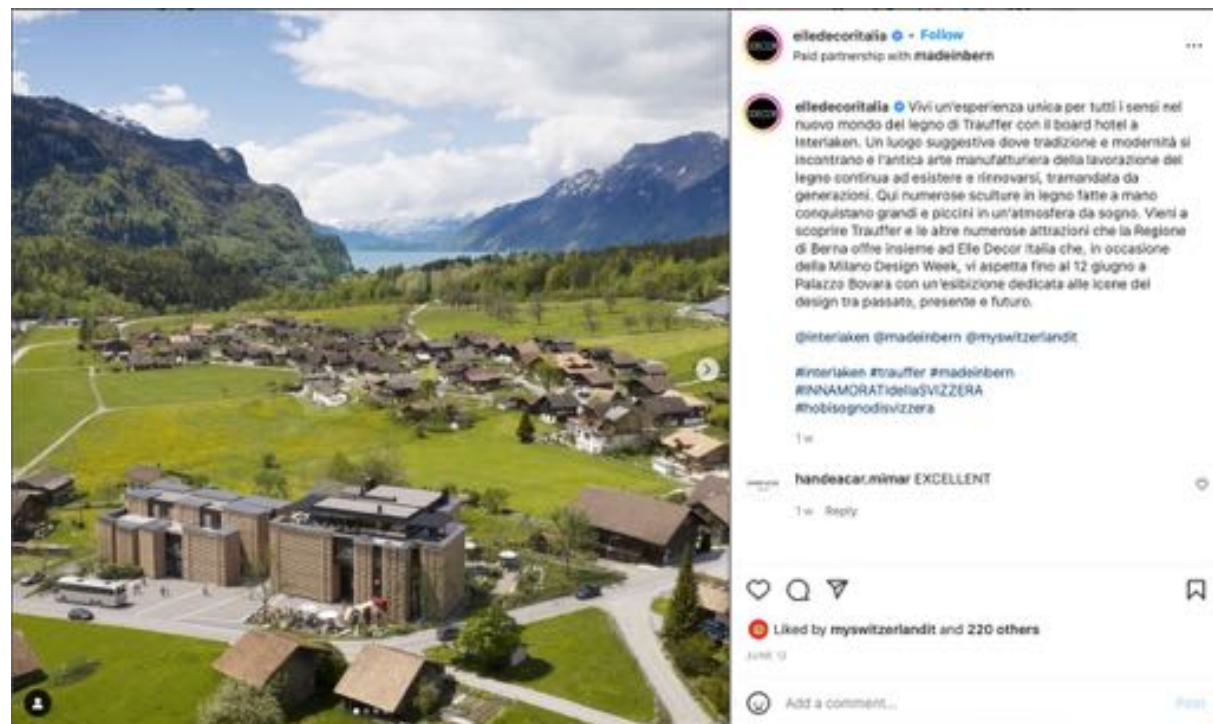 elledecoritalia • Follow
Paid partnership with madeinbern
elledecoritalia Vivi un'esperienza unica per tutti i sensi nel
nuovo mondo del legno di Trauffer con il board hotel a
Interlaken. Un luogo suggestivo dove tradizione e modernità si
incontrano e l'antica arte manufatturiera della lavorazione del
legno continua ad esistere e rinnovarsi, tramandata da
generazioni. Qui numerose sculture in legno fatte a mano
conquistano grandi e piccini in un'atmosfera da sogno. Vieni a
scoprire Trauffer e le altre numerose attrazioni che la Regione
di Berna offre insieme ad Elle Decor Italia che, in occasione
della Milano Design Week, vi aspetta fino al 12 giugno a
Palazzo Bovara con un'esibizione dedicata alle icone del
design tra passato, presente e futuro.
@interlaken @madeinbern @myswitzerlandit
#interlaken #trauffer #madeinbern
#INNAMORATIdellaSVIZZERA
#hobisognodisvizzera
1 w
handeacar.mimar EXCELLENT
1 w Reply
Liked by myswitzerlandit and 220 others
Add a comment...
Post